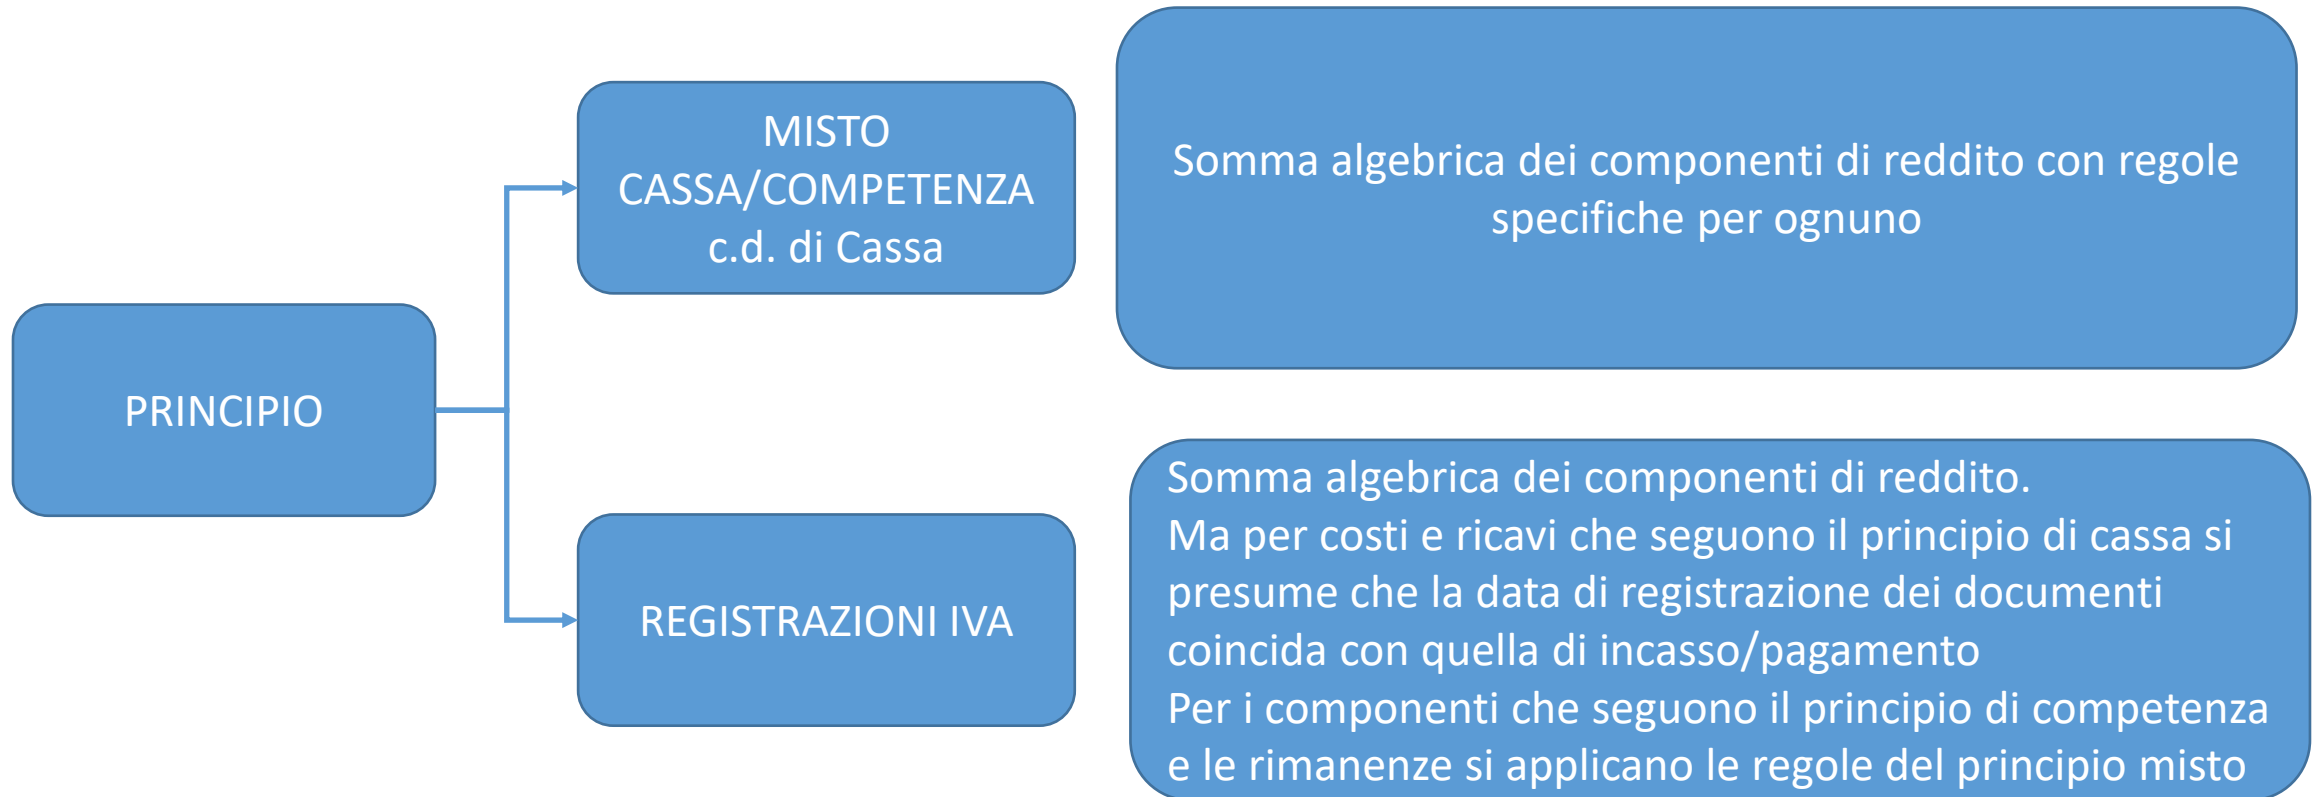 MISTO
CASSA/COMPETENZA
c.d. di Cassa
Somma algebrica dei componenti di reddito con regole
specifiche per ognuno
PRINCIPIO
REGISTRAZIONI IVA
Somma algebrica dei componenti di reddito.
Ma per costi e ricavi che seguono il principio di cassa si
presume che la data di registrazione dei documenti
coincida con quella di incasso/pagamento
Per i componenti che seguono il principio di competenza
e le rimanenze si applicano le regole del principio misto